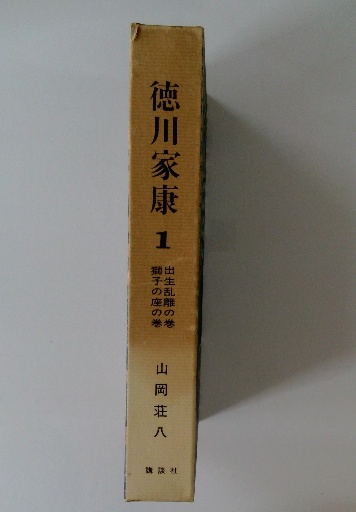 徳川家康
1
出生乱離の巻
獅子の座の巻
山岡荘八
講談社